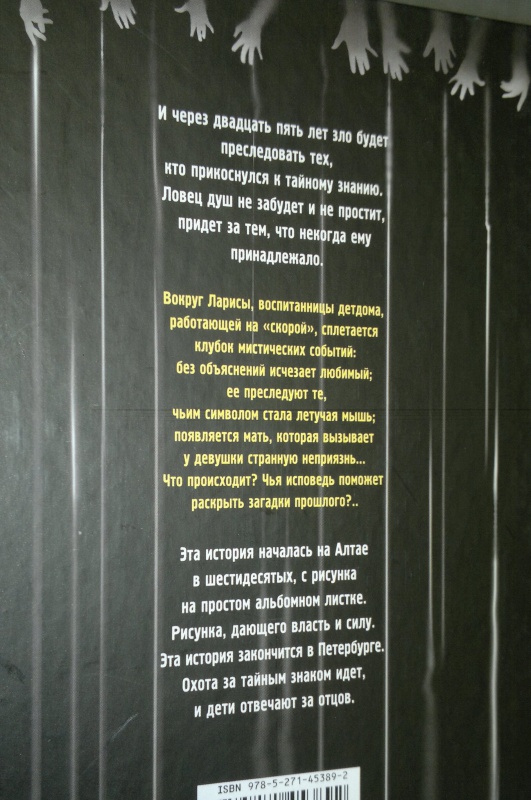 И через двадцать пять лет зло будет
преследовать тех,
кто прикоснулся к тайному знанию.
Ловец душ не забудет и не простит,
придет за тем, что некогда ему
принадлежало.
Вокруг Ларисы, воспитанницы детдома,
работающей на «скорой», сплетается
клубок мистических событий:
без объяснений исчезает любимый;
ее преследуют те,
чьим символом стала летучая мышь;
появляется мать, которая вызывает
у девушки странную неприязнь...
Что происходит? Чья исповедь поможет
раскрыть загадки прошлого?..
Эта история началась на Алтае
в шестидесятых, с рисунка
на простом альбомном листке.
Рисунка, дающего власть и силу.
Эта история закончится в Петербурге.
Охота за тайным знаком идет,
и дети отвечают за отцов.
ISBN 978-5-271-45389-2